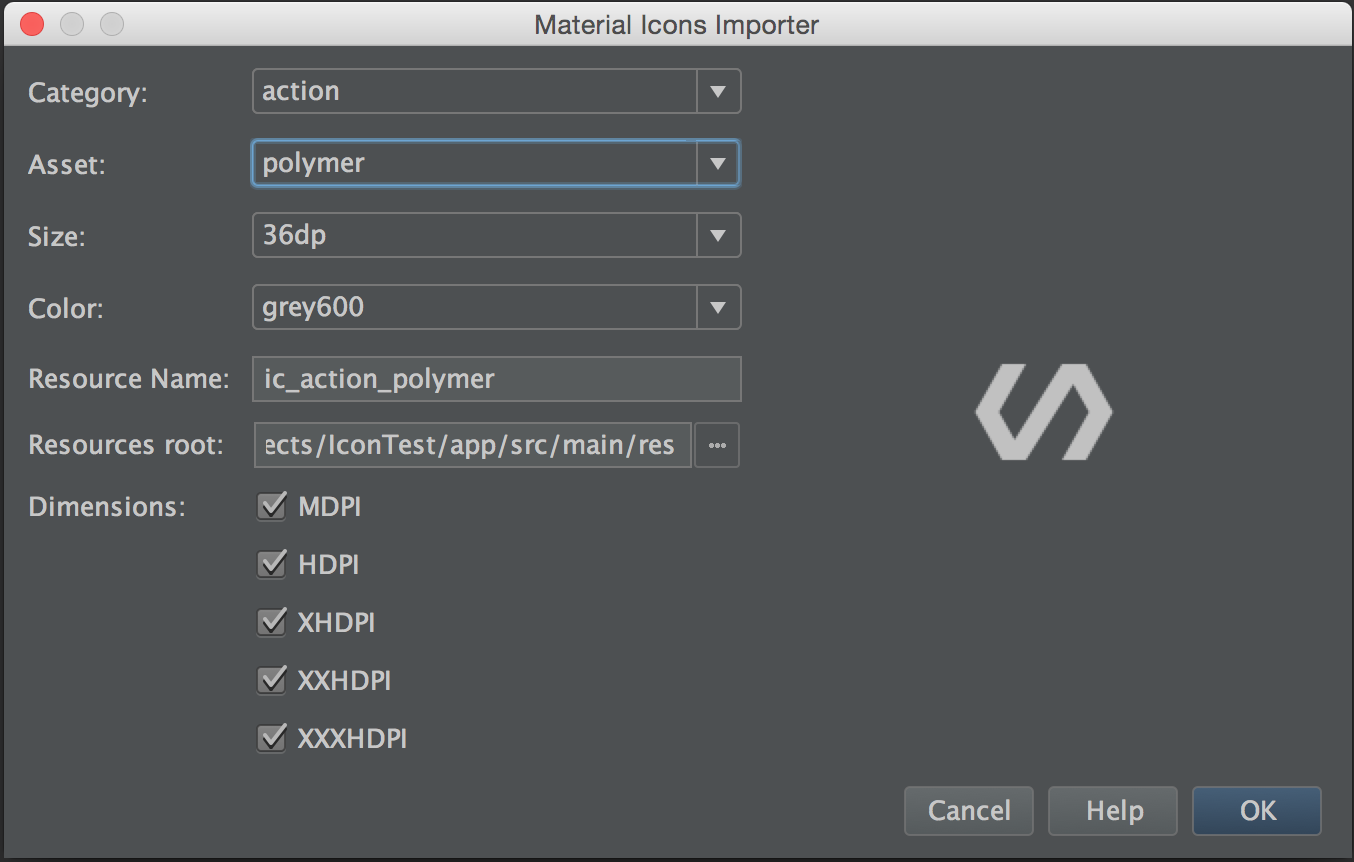 Material Icons Importer
Category: action
Asset: polymer
Size: 36dp
Color: grey600
Resource Name: ic_action_polymer
Resources root: ects/IconTest/app/src/main/res ...
Dimensions: MDPI
HDPI
XHDPI
XXHDPI
XXXHDPI
Cancel Help OK